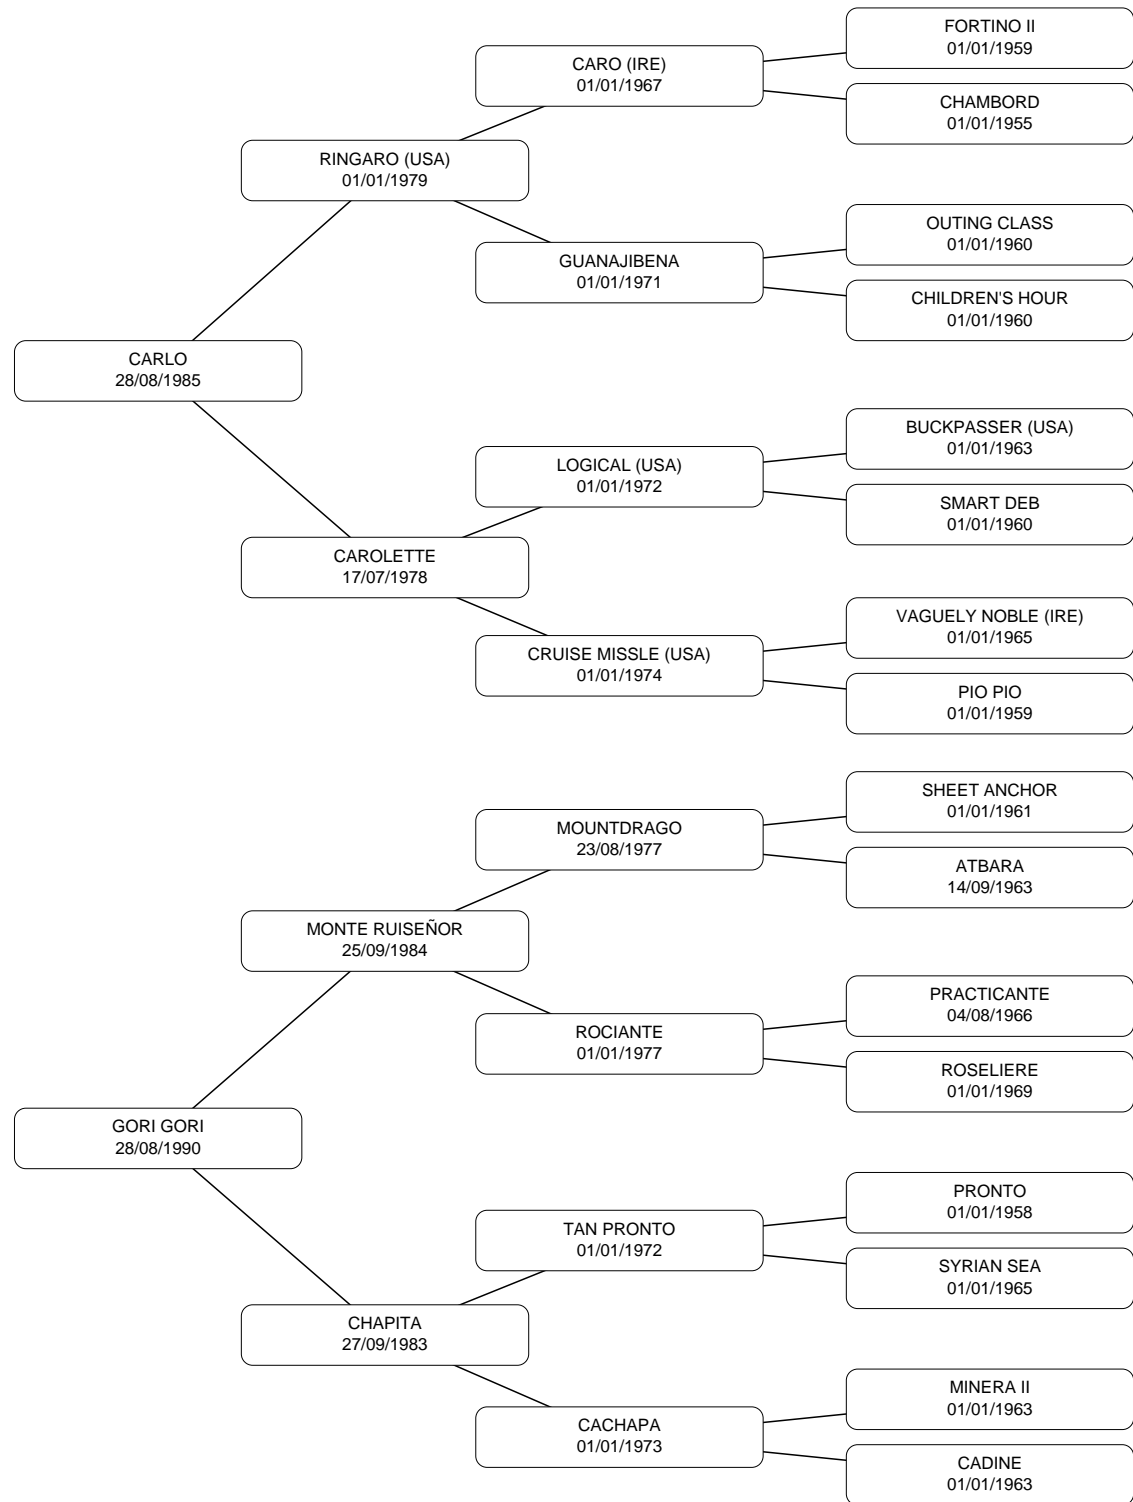 FORTINO II
01/01/1959
CARO (IRE)
01/01/1967
CHAMBORD
01/01/1955
RINGARO (USA)
01/01/1979
OUTING CLASS
01/01/1960
GUANAJIBENA
01/01/1971
CHILDREN'S HOUR
01/01/1960
CARLO
28/08/1985
BUCKPASSER (USA)
01/01/1963
LOGICAL (USA)
01/01/1972
SMART DEB
01/01/1960
CAROLETTE
17/07/1978
VAGUELY NOBLE (IRE)
01/01/1965
CRUISE MISSLE (USA)
01/01/1974
PIO PIO
01/01/1959
SHEET ANCHOR
01/01/1961
MOUNTDRAGO
23/08/1977
ATBARA
14/09/1963
MONTE RUISEÑOR
25/09/1984
PRACTICANTE
04/08/1966
ROCIANTE
01/01/1977
ROSELIERE
01/01/1969
GORI GORI
28/08/1990
PRONTO
01/01/1958
TAN PRONTO
01/01/1972
SYRIAN SEA
01/01/1965
CHAPITA
27/09/1983
MINERA II
01/01/1963
CACHAPA
01/01/1973
CADINE
01/01/1963